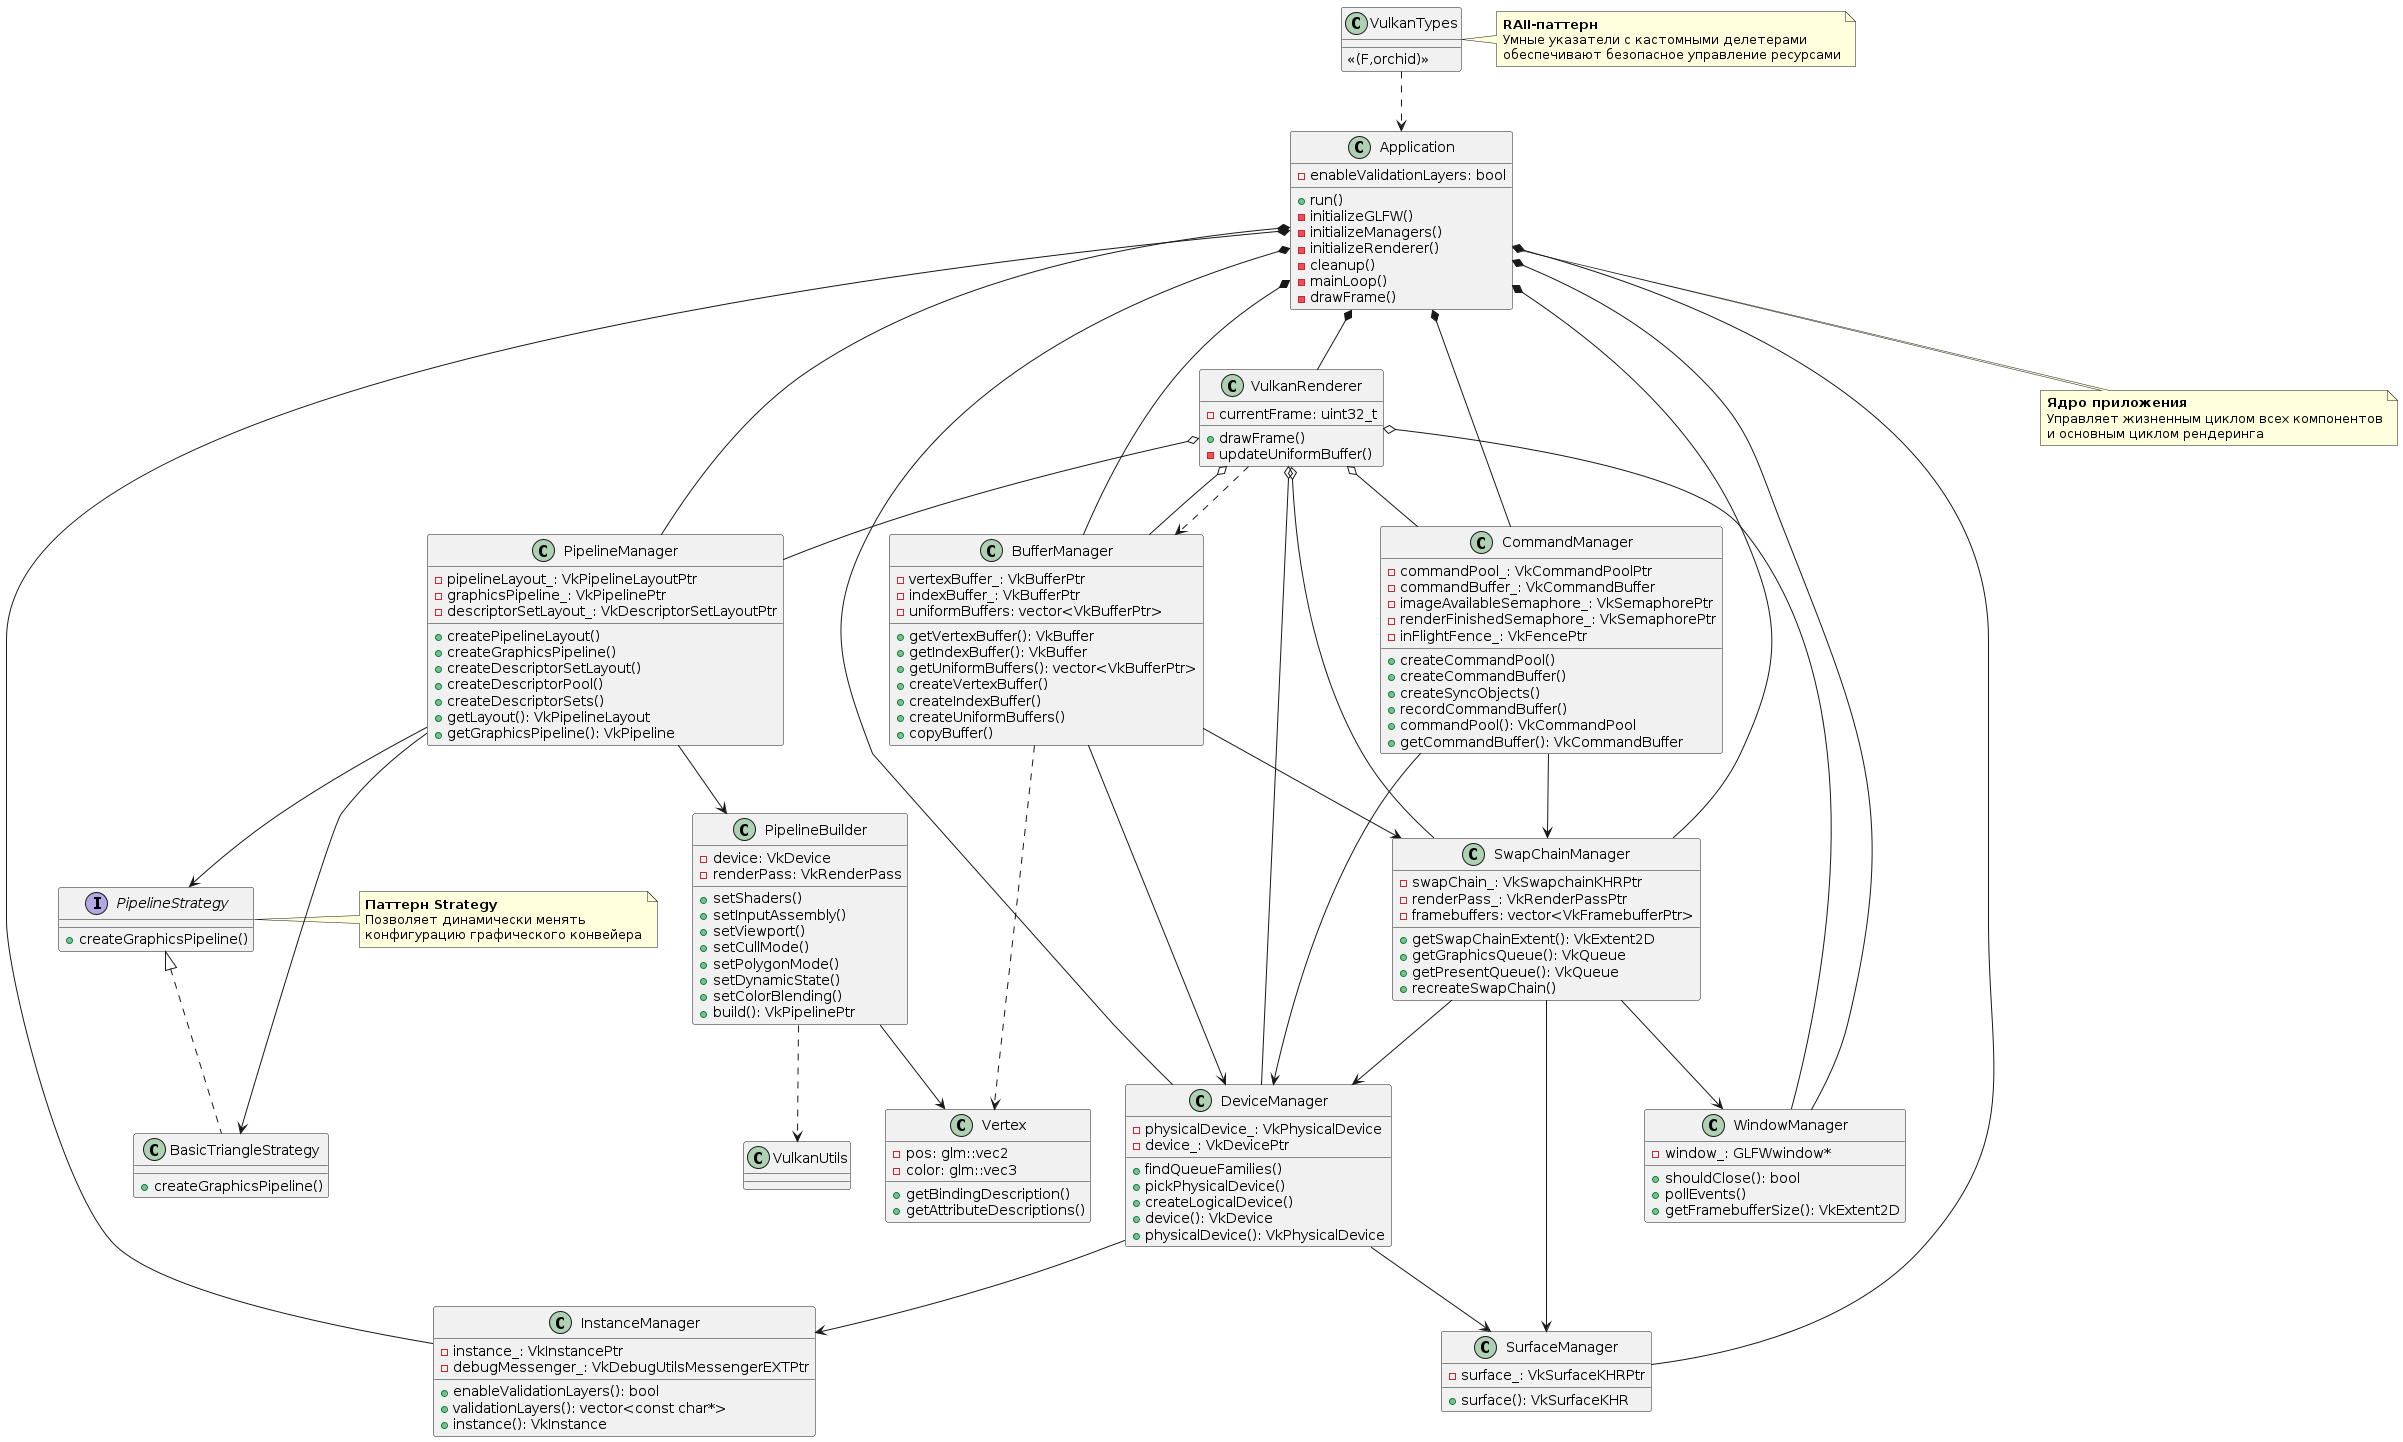 VulkanTypes
«(F,orchid)»
RAII-паттерн
Умные указатели с кастомными делетерами
обеспечивают безопасное управление ресурсами
Application
enableValidationLayers: bool
run()
initializeGLFW()
initializeManagers()
initializeRenderer()
cleanup()
mainLoop()
drawFrame()
VulkanRenderer
currentFrame: uint32_t
drawFrame()
updateUniformBuffer()
Ядро приложения
Управляет жизненным циклом всех компонентов
и основным циклом рендеринга
PipelineManager
pipelineLayout_: VkPipelineLayoutPtr
graphicsPipeline_: VkPipelinePtr
descriptorSetLayout_: VkDescriptorSetLayoutPtr
createPipelineLayout()
createGraphicsPipeline()
createDescriptorSetLayout()
createDescriptorPool()
createDescriptorSets()
getLayout(): VkPipelineLayout
getGraphicsPipeline(): VkPipeline
BufferManager
vertexBuffer_: VkBufferPtr
indexBuffer_: VkBufferPtr
uniformBuffers: vector<VkBufferPtr>
getVertexBuffer(): VkBuffer
getIndexBuffer(): VkBuffer
getUniformBuffers(): vector<VkBufferPtr>
createVertexBuffer()
createIndexBuffer()
createUniformBuffers()
copyBuffer()
CommandManager
commandPool_: VkCommandPoolPtr
commandBuffer_: VkCommandBuffer
imageAvailableSemaphore_: VkSemaphorePtr
renderFinishedSemaphore_: VkSemaphorePtr
inFlightFence_: VkFencePtr
createCommandPool()
createCommandBuffer()
createSyncObjects()
recordCommandBuffer()
commandPool(): VkCommandPool
getCommandBuffer(): VkCommandBuffer
PipelineStrategy
createGraphicsPipeline()
Паттерн Strategy
Позволяет динамически менять
конфигурацию графического конвейера
PipelineBuilder
device: VkDevice
renderPass: VkRenderPass
setShaders()
setInputAssembly()
setViewport()
setCullMode()
setPolygonMode()
setDynamicState()
setColorBlending()
build(): VkPipelinePtr
SwapChainManager
swapChain_: VkSwapchainKHRPtr
renderPass_: VkRenderPassPtr
framebuffers: vector<VkFramebufferPtr>
getSwapChainExtent(): VkExtent2D
getGraphicsQueue(): VkQueue
getPresentQueue(): VkQueue
recreateSwapChain()
BasicTriangleStrategy
createGraphicsPipeline()
VulkanUtils
Vertex
pos: glm::vec2
color: glm::vec3
getBindingDescription()
getAttributeDescriptions()
DeviceManager
physicalDevice_: VkPhysicalDevice
device_: VkDevicePtr
findQueueFamilies()
pickPhysicalDevice()
createLogicalDevice()
device(): VkDevice
physicalDevice(): VkPhysicalDevice
WindowManager
window_: GLFWwindow*
shouldClose(): bool
pollEvents()
getFramebufferSize(): VkExtent2D
InstanceManager
instance_: VkInstancePtr
debugMessenger_: VkDebugUtilsMessengerEXTPtr
enableValidationLayers(): bool
validationLayers(): vector<const char*>
instance(): VkInstance
SurfaceManager
surface_: VkSurfaceKHRPtr
surface(): VkSurfaceKHR